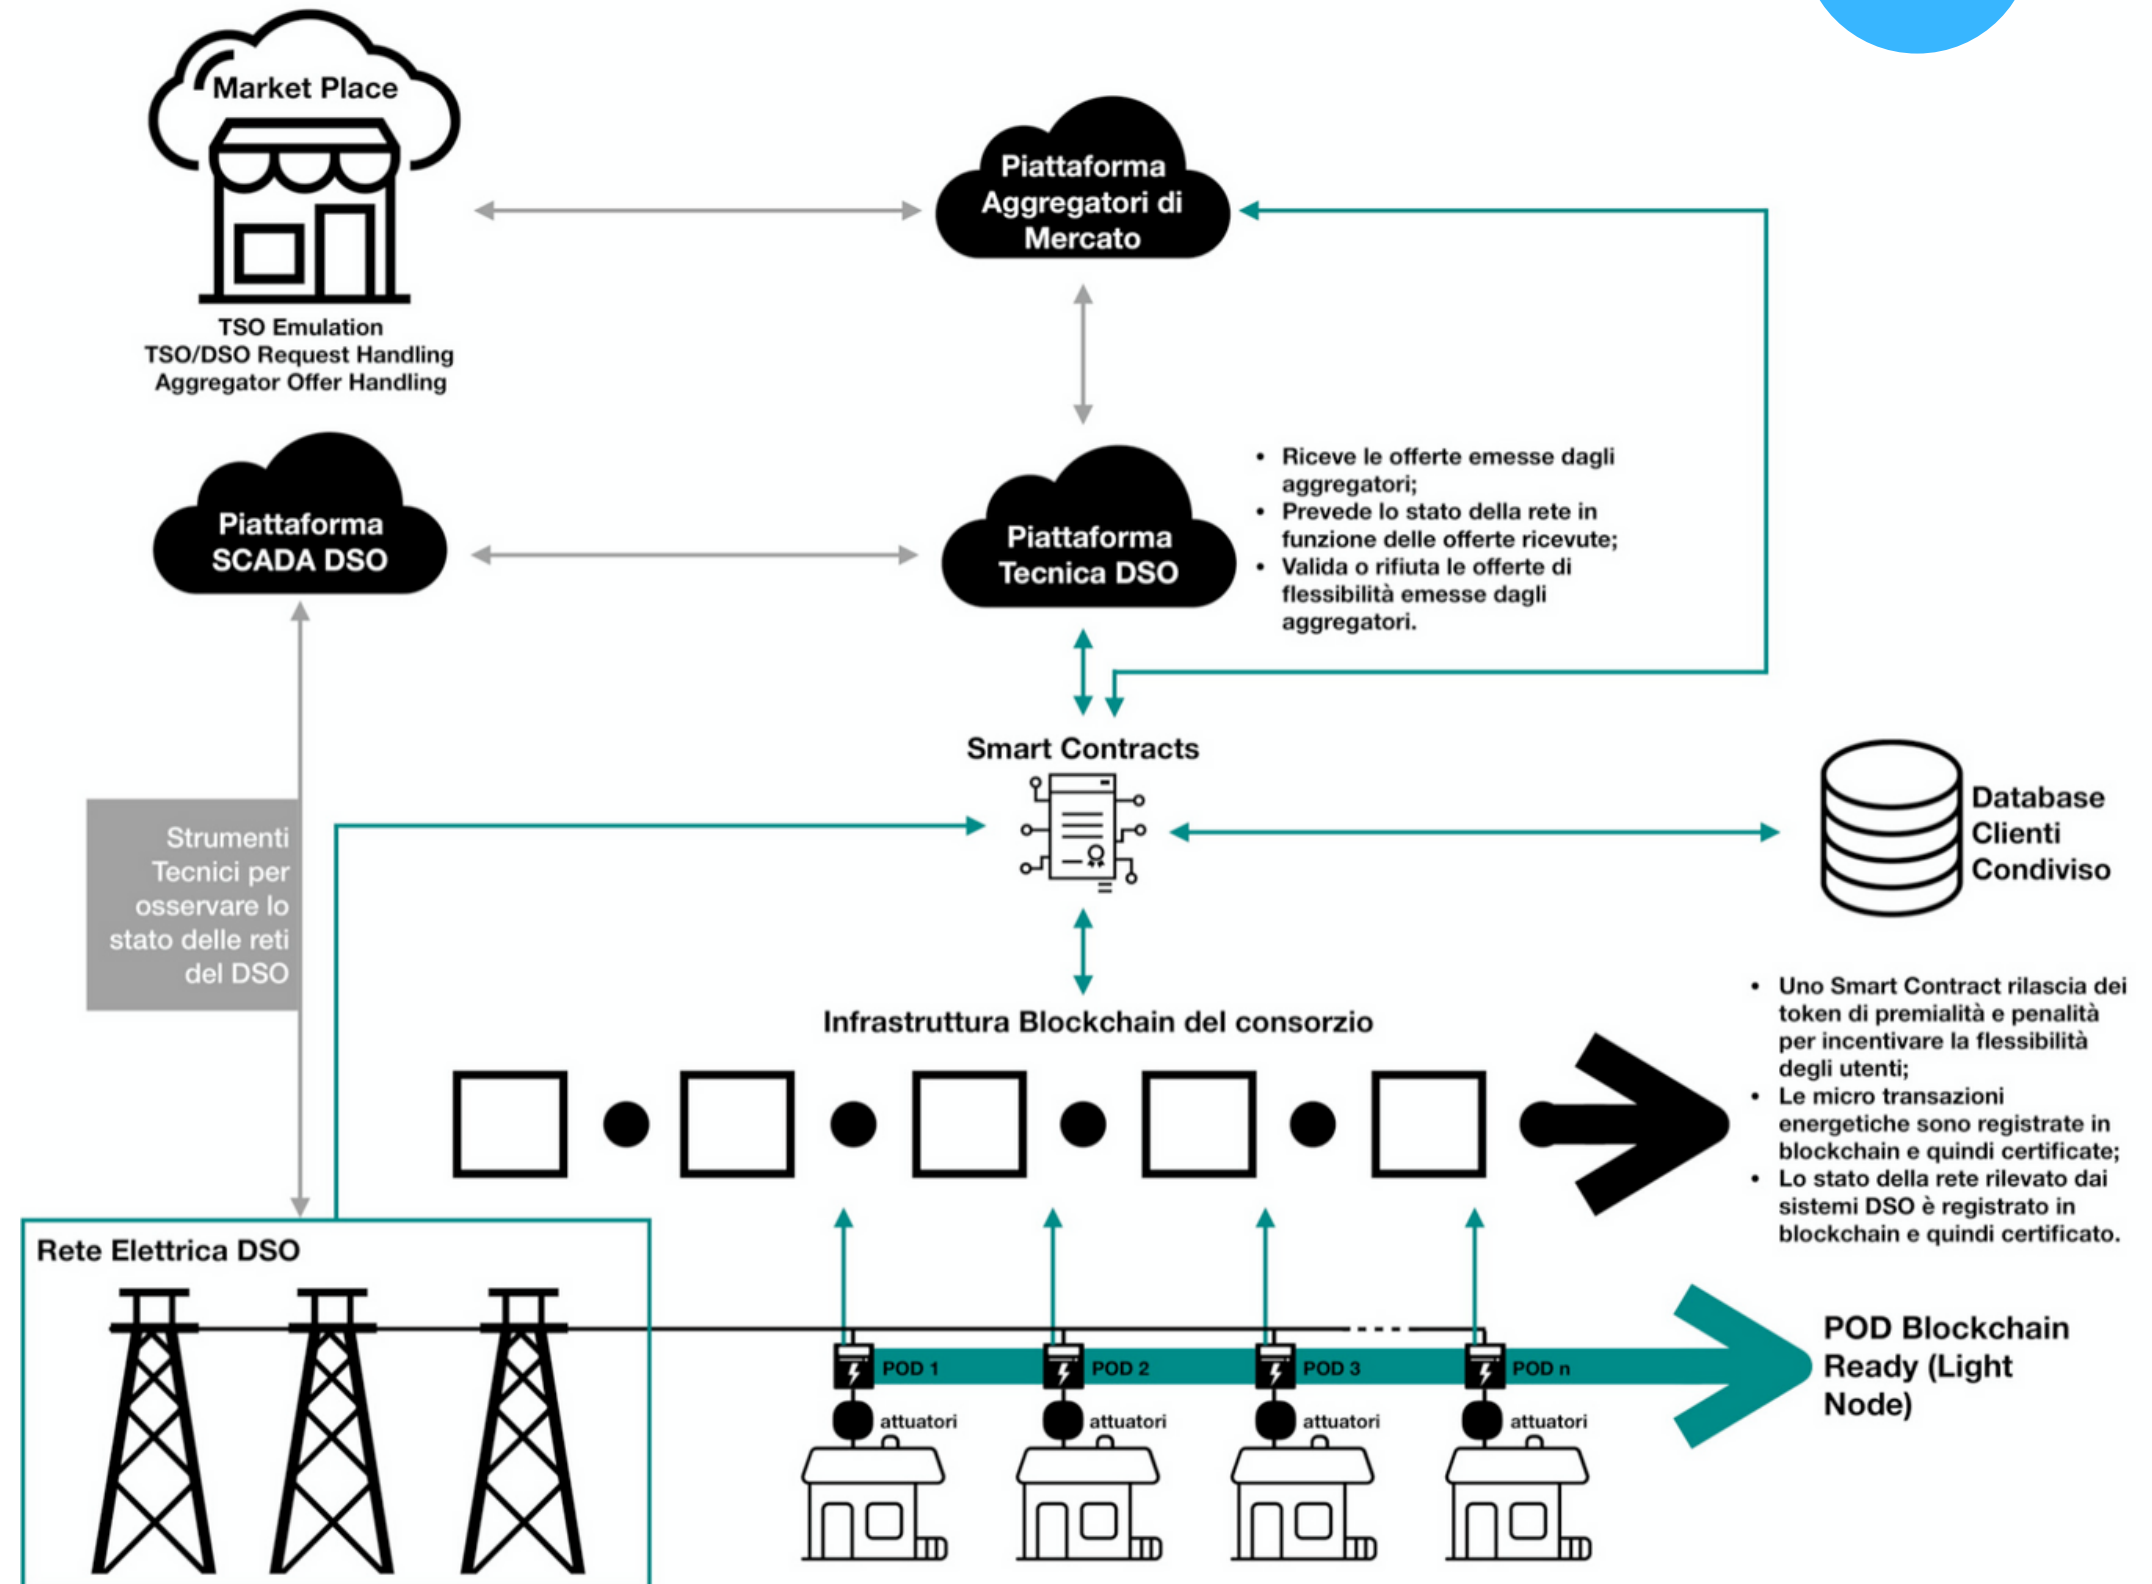 Market Place
TSO Emulation
TSO/DSO Request Handling
Aggregator Offer Handling
Piattaforma
Aggregatori di
Mercato
Piattaforma
SCADA DSO
Piattaforma
Tecnica DSO
• Riceve le offerte emesse dagli
aggregatori;
• Prevede lo stato della rete in
funzione delle offerte ricevute;
• Valida o rifiuta le offerte di
flessibilità emesse dagli
aggregatori.
Smart Contracts
Database
Clienti
Condiviso
Strumenti
Tecnici per
osservare lo
stato delle reti
del DSO
Infrastruttura Blockchain del consorzio
• Uno Smart Contract rilascia dei
token di premialità e penalità
per incentivare la flessibilità
degli utenti;
• Le micro transazioni
energetiche sono registrate in
blockchain e quindi certificate;
• Lo stato della rete rilevato dai
sistemi DSO è registrato in
blockchain e quindi certificato.
Rete Elettrica DSO
POD 1
POD 2
POD 3
POD n
POD Blockchain
Ready (Light
Node)
attuatori
attuatori
attuatori
attuatori